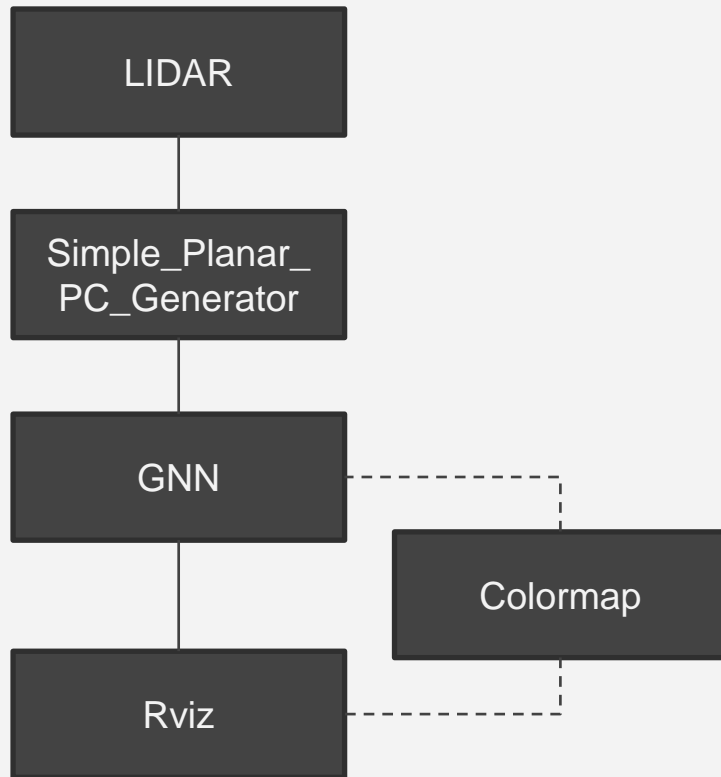 LIDAR
Simple_Planar_
PC_Generator
GNN
Colormap
Rviz